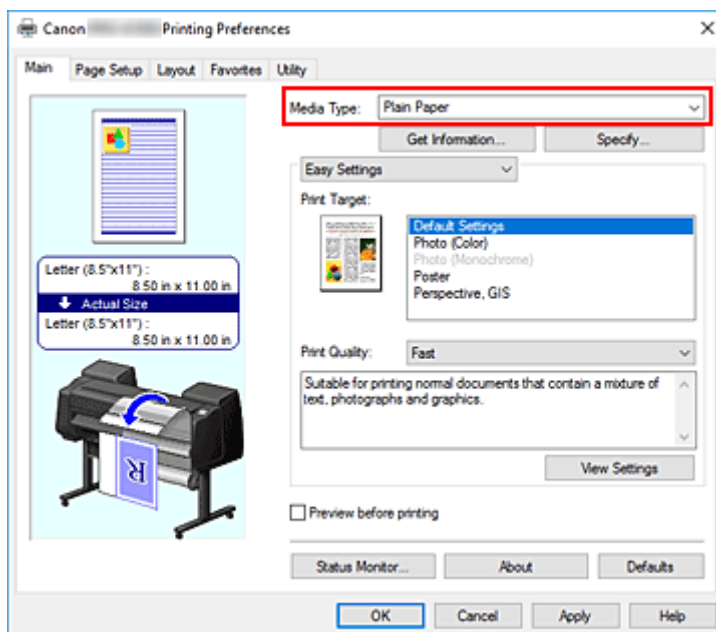 Canon Printing Preferences
Main Page Setup Layout Favorites Utility
Media Type: Plain Paper
Get Information... Specify...
Easy Settings
Print Target:
Default Settings
Photo (Color)
Photo (Monochrome)
Poster
Perspective, GIS
Letter (8.5"x11") :
8.50 in x 11.00 in
Actual Size
Letter (8.5"x11") :
8.50 in x 11.00 in
R
Print Quality: Fast
Suitable for printing normal documents that contain a mixture of
text, photographs and graphics.
View Settings
Preview before printing
Status Monitor... About Defaults
OK Cancel Apply Help